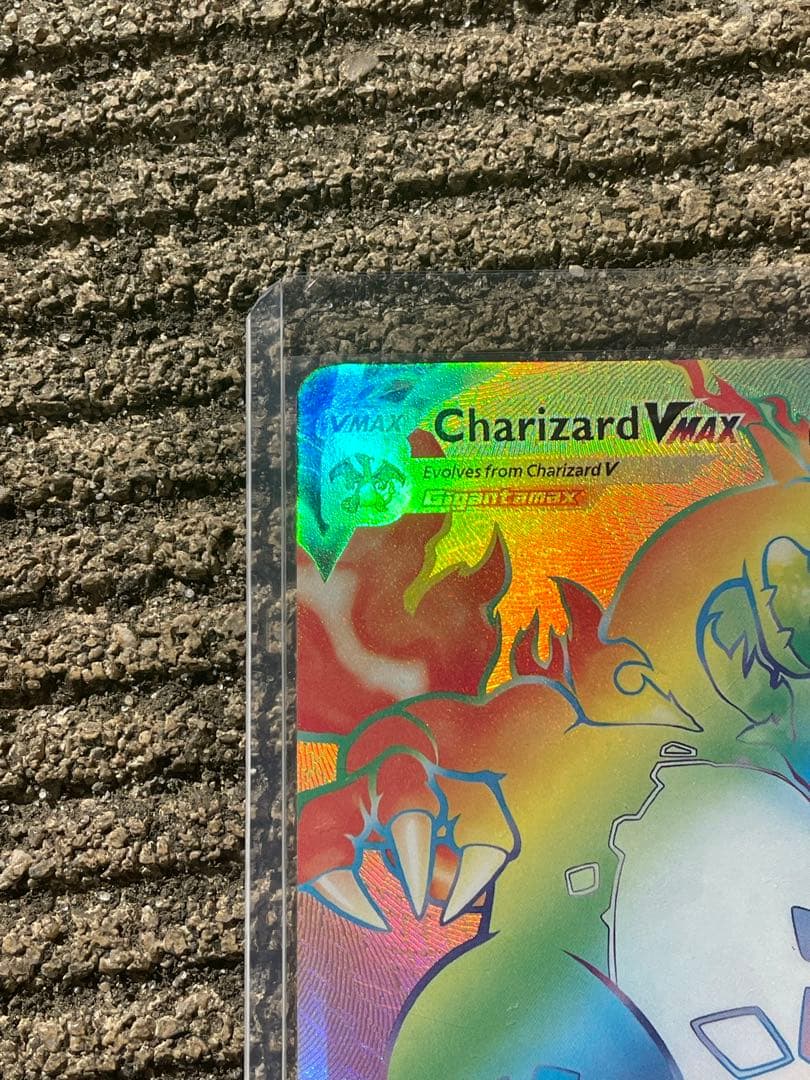 VMAX
Charizard VMAX
Evolves from Charizard V
Gigantamax